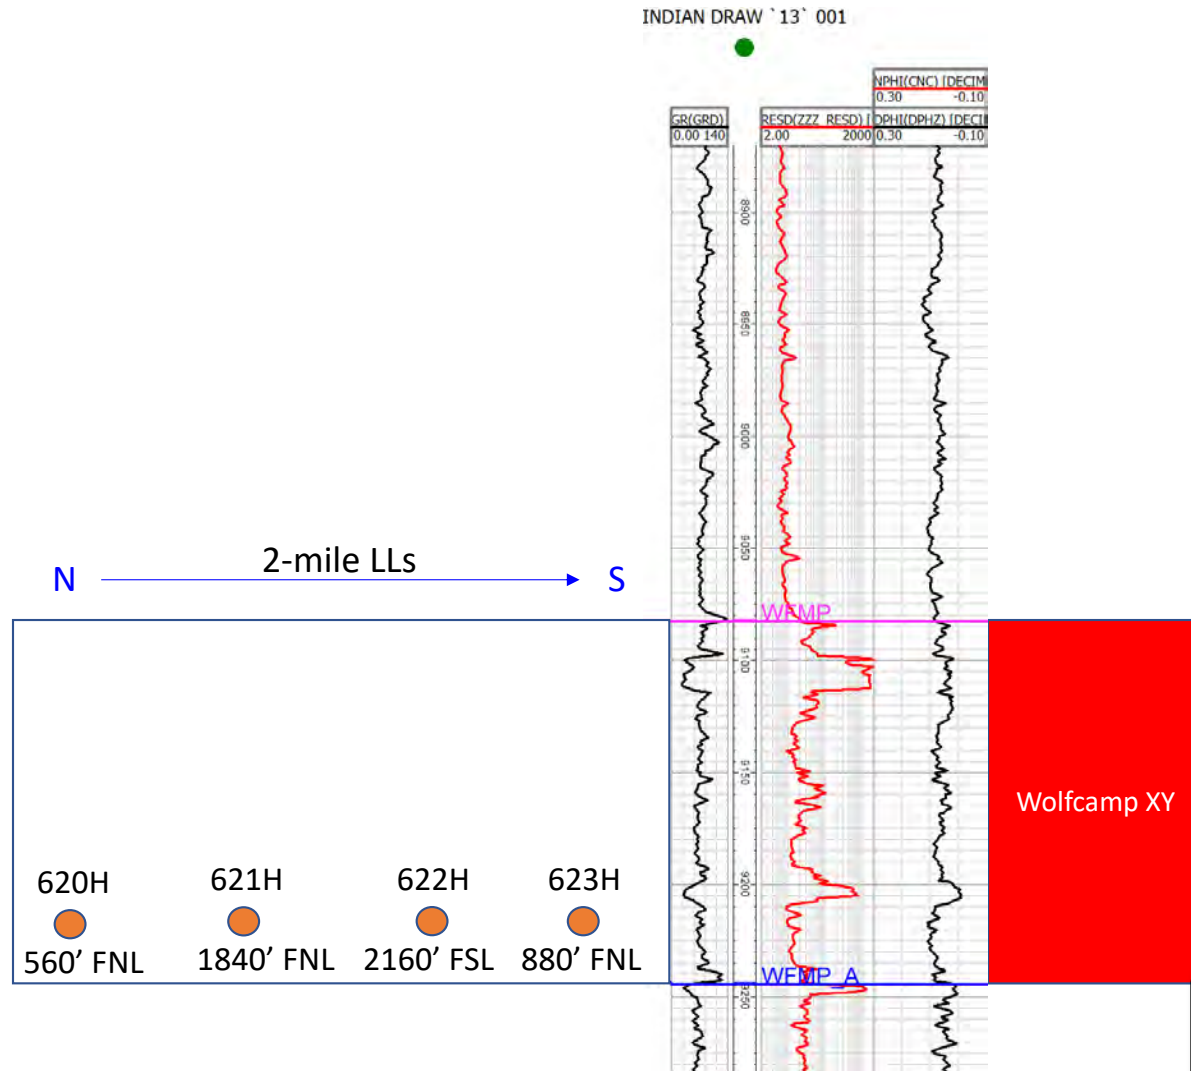 INDIAN DRAW `13` 001
NPHI(CNC) [DECIM
0.30 -0.10
GR(GRD)
RESD(ZZZ_RESD) [
DPHI(DPHZ) [DECI
0.00 140
2.00 2000
0.30 -0.10
8900
8950
9000
9050
2-mile LLs
N
S
WFMP
9100
9150
Wolfcamp XY
9200
620H
621H
622H
623H
560’ FNL
1840’ FNL
2160’ FSL
880’ FNL
WFMP_A
9250